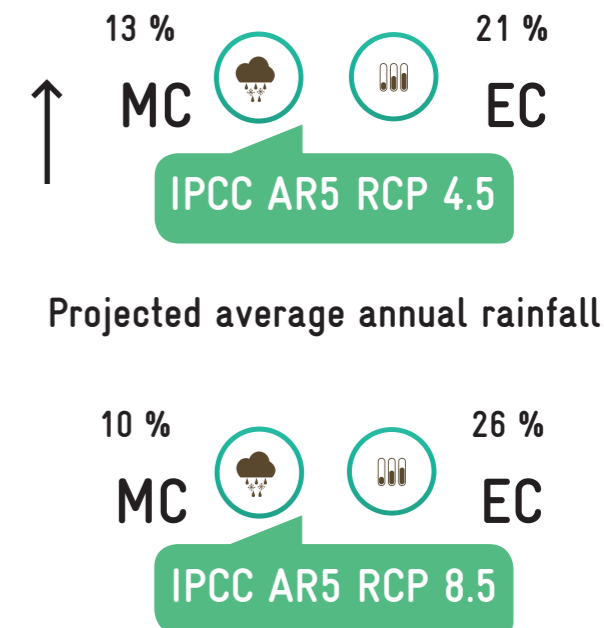 13 %
21 %
MC
EC
IPCC AR5 RCP 4.5
Projected average annual rainfall
10 %
26 %
MC
EC
IPCC AR5 RCP 8.5